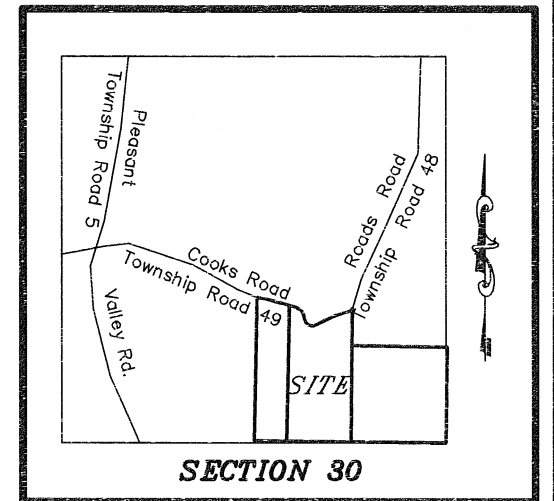 Pleasant
Township Road 5
Valley Rd.
Cooks Road
Township Road 49
Roads Road
Township Road 48
SITE
SECTION 30